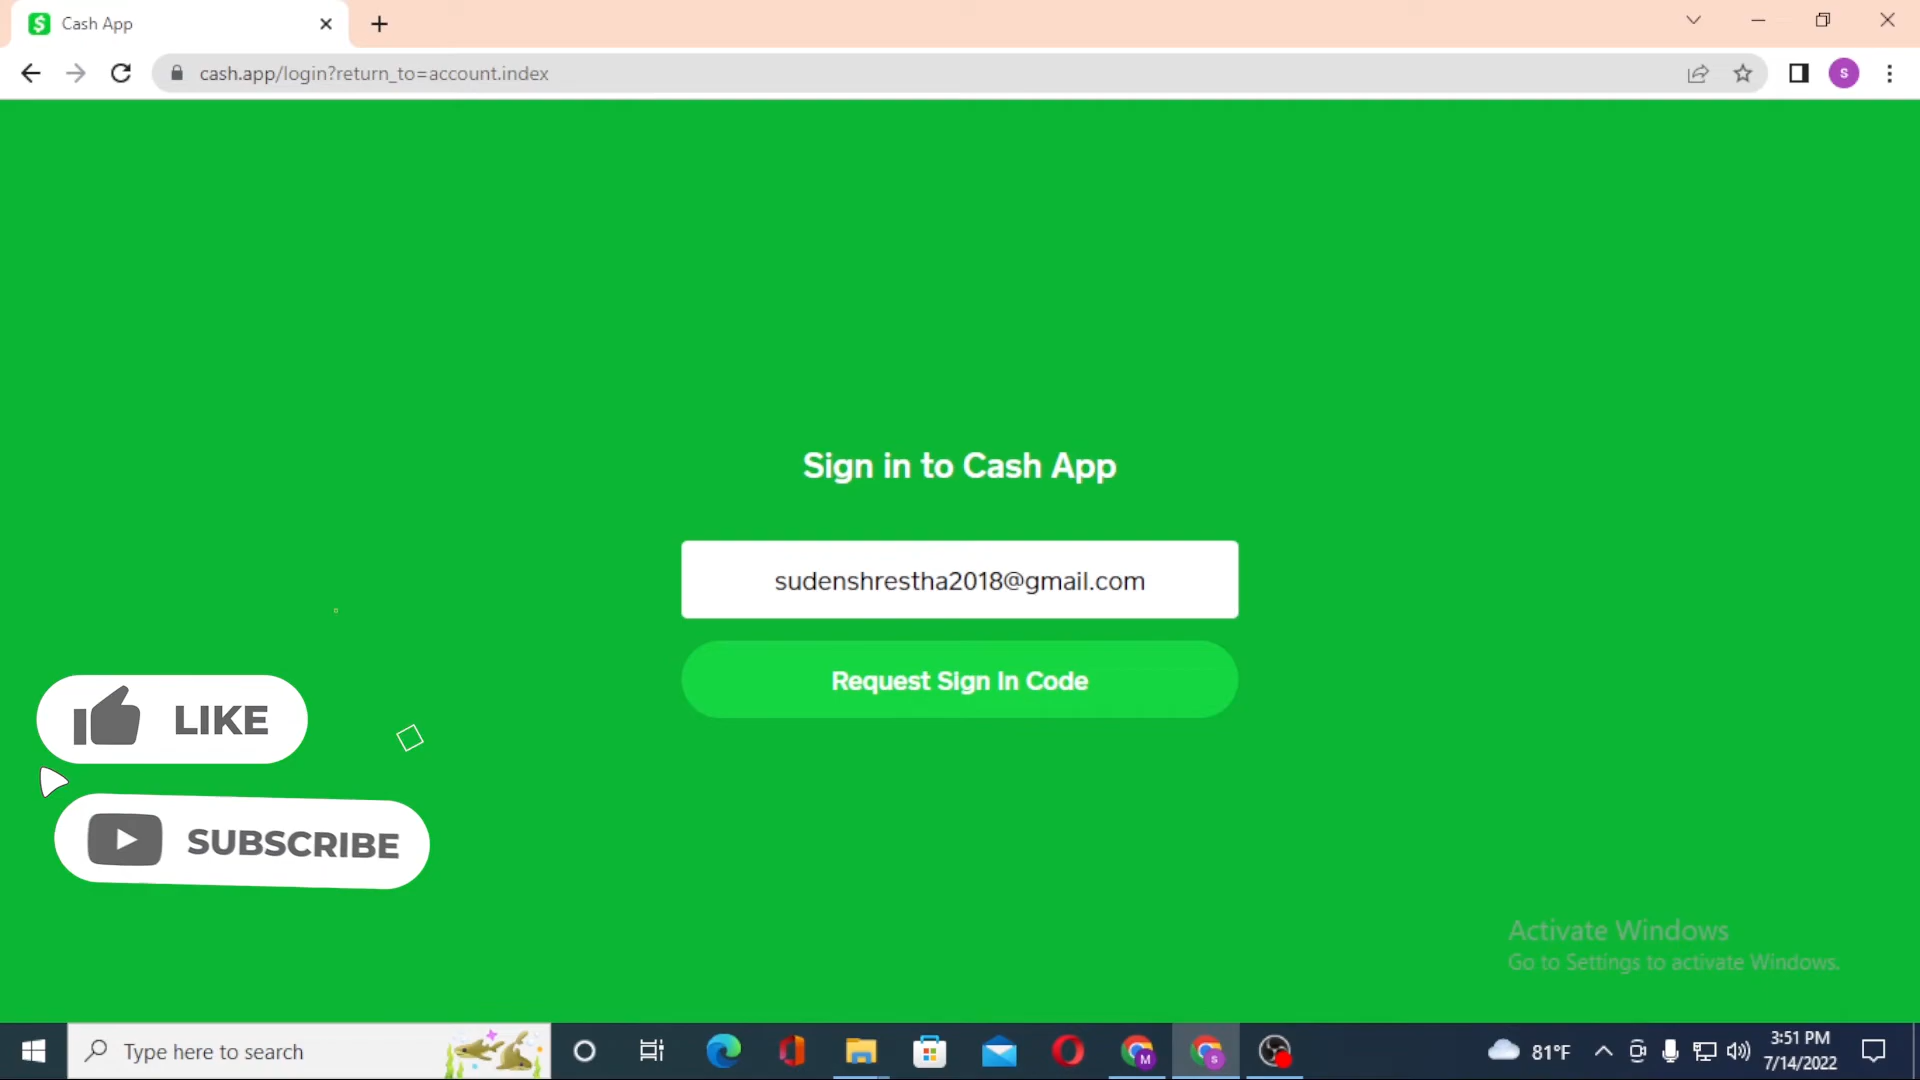 Cash App
cash.app/login?return_to=account.index
S
Sign in to Cash App
sudenshrestha2018@gmail.com
Request Sign In Code
LIKE
SUBSCRIBE
Activate Windows
Go to Settings to activate Windows.
Type here to search
M
S
81°F
3:51 PM
7/14/2022